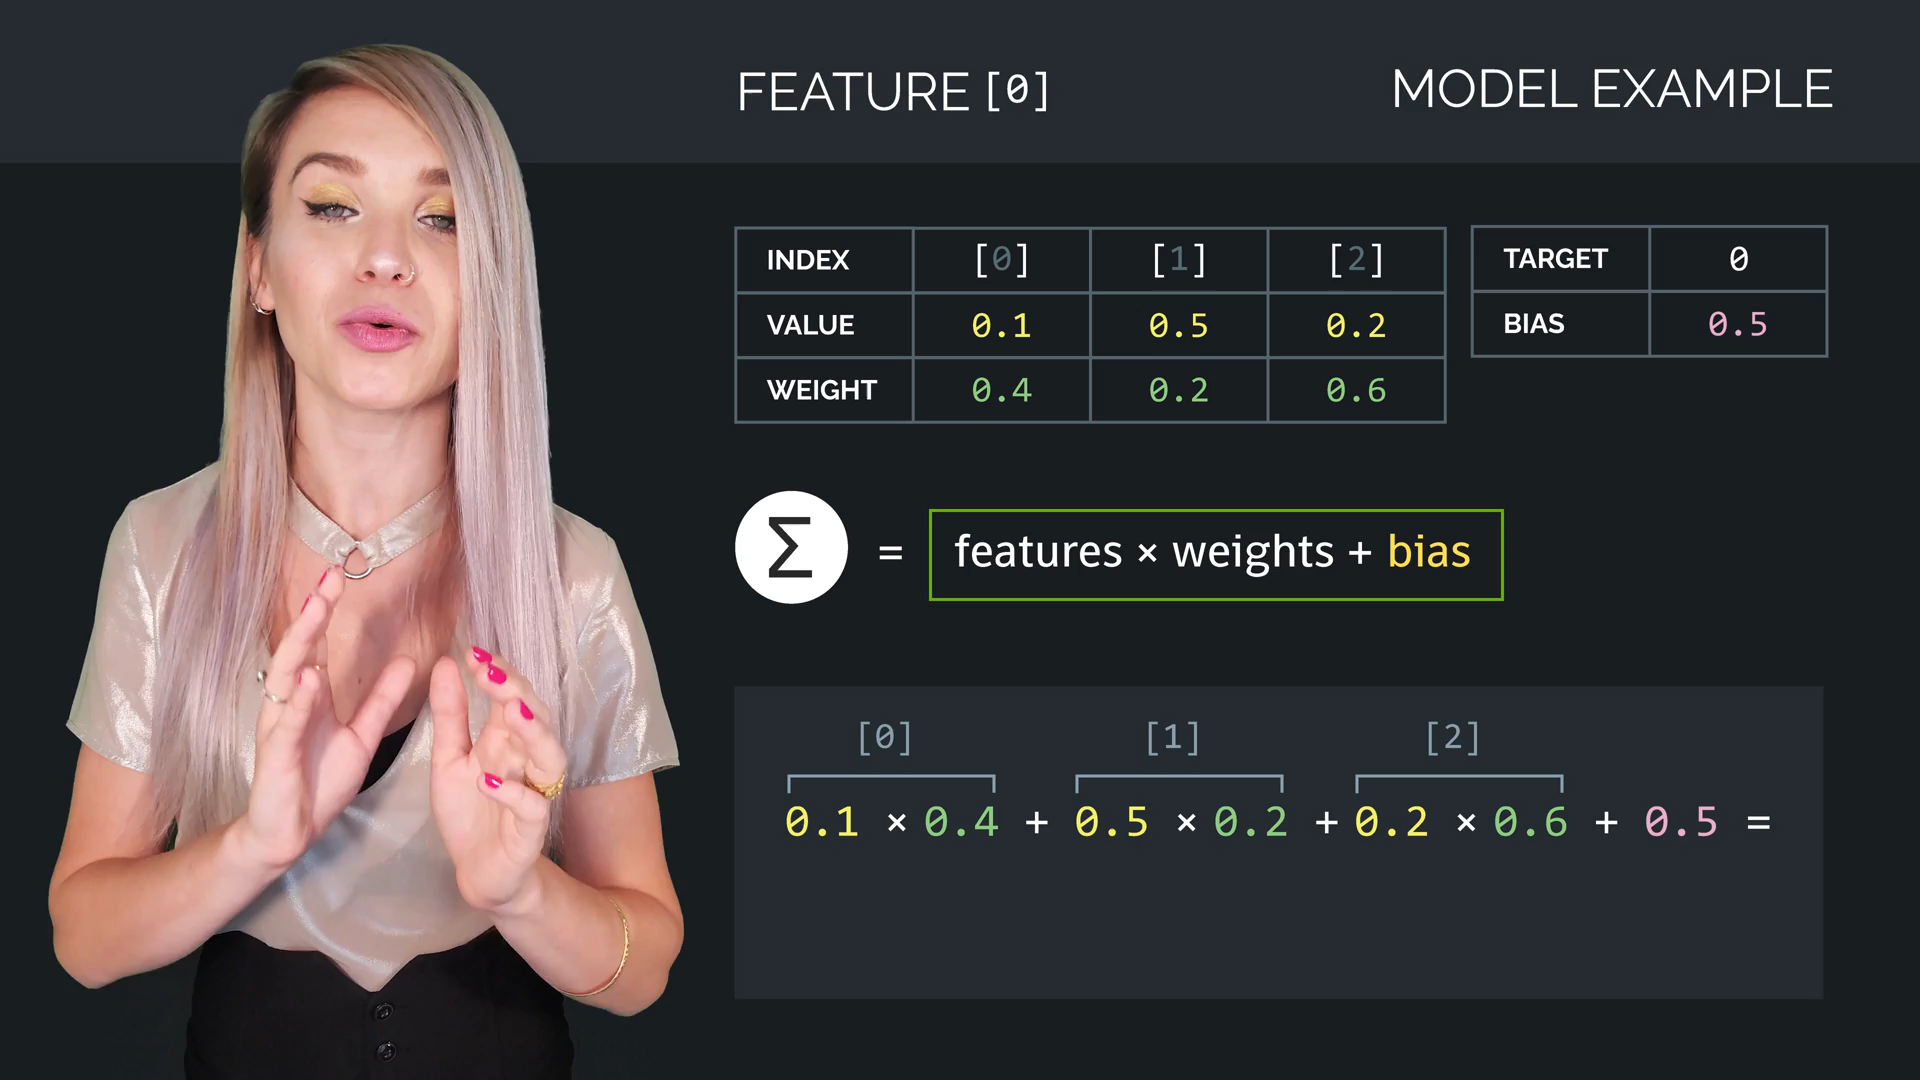 FEATURE [0]
MODEL EXAMPLE
INDEX [0] [1] [2]
VALUE 0.1 0.5 0.2
WEIGHT 0.4 0.2 0.6
TARGET 0
BIAS 0.5
Σ = features × weights + bias
[0] [1] [2]
0.1 × 0.4 + 0.5 × 0.2 + 0.2 × 0.6 + 0.5 =